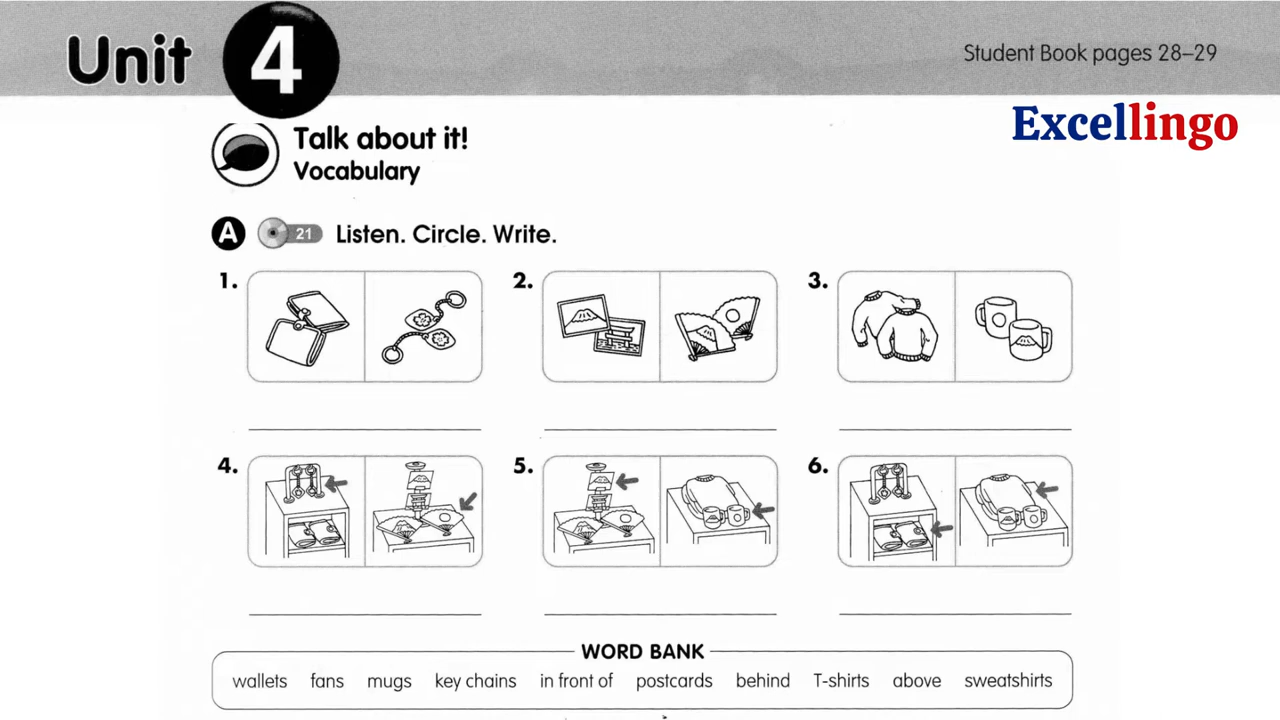 Unit 4
Student Book pages 28–29
Excellingo
Talk about it!
Vocabulary
A 21 Listen. Circle. Write.
1. 2. 3.
4. 5. 6.
WORD BANK
wallets fans mugs key chains in front of postcards behind T-shirts above sweatshirts